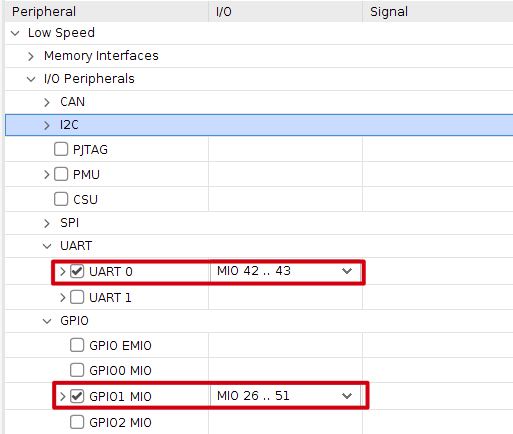 Peripheral I/O Signal
Low Speed
Memory Interfaces
I/O Peripherals
CAN
I2C
PJTAG
PMU
CSU
SPI
UART
UART 0 MIO 42 .. 43
UART 1
GPIO
GPIO EMIO
GPIO0 MIO
GPIO1 MIO MIO 26 .. 51
GPIO2 MIO